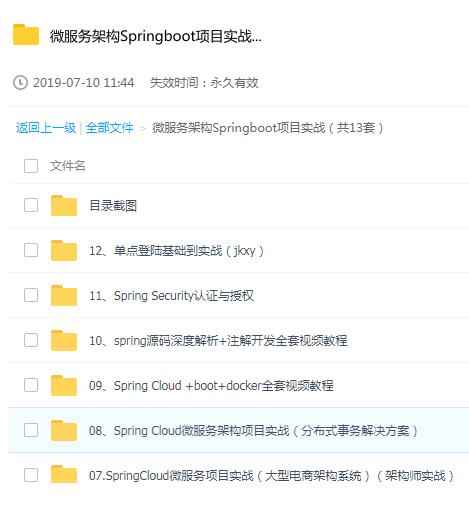 微服务架构Springboot项目实战...
2019-07-10 11:44 失效时间：永久有效
返回上一级 | 全部文件 > 微服务架构Springboot项目实战（共13套）
文件名
目录截图
12、单点登陆基础到实战（jkxy）
11、Spring Security认证与授权
10、spring源码深度解析+注解开发全套视频教程
09、Spring Cloud +boot+docker全套视频教程
08、Spring Cloud微服务架构项目实战（分布式事务解决方案）
07.SpringCloud微服务项目实战（大型电商架构系统）（架构师实战）